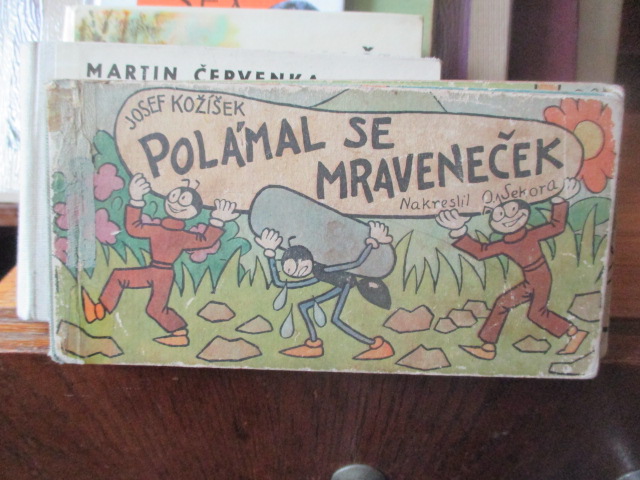 MARTIN ČERVENKA
JOSEF KOŽÍŠEK
POLÁMAL SE
MRAVENEČEK
Nakreslil O. Sekora